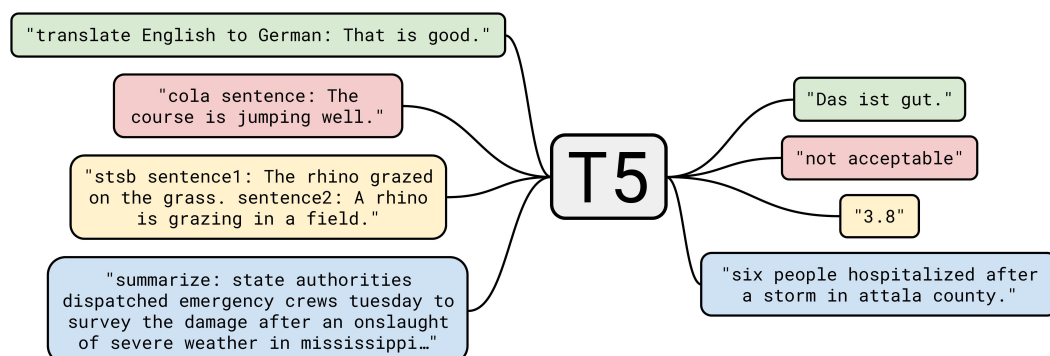 "translate English to German: That is good."
"cola sentence: The
course is jumping well."
"stsb sentence1: The rhino grazed
on the grass. sentence2: A rhino
is grazing in a field."
"summarize: state authorities
dispatched emergency crews tuesday to
survey the damage after an onslaught
of severe weather in mississippi…"
T5
"Das ist gut."
"not acceptable"
"3.8"
"six people hospitalized after
a storm in attala county."